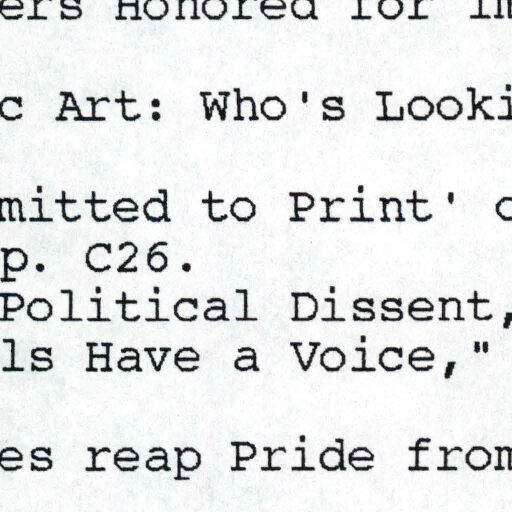 ers Honored for Im
c Art: Who's Looki
mitted to Print' o
p. C26.
Political Dissent,
ls Have a Voice,"
es reap Pride from